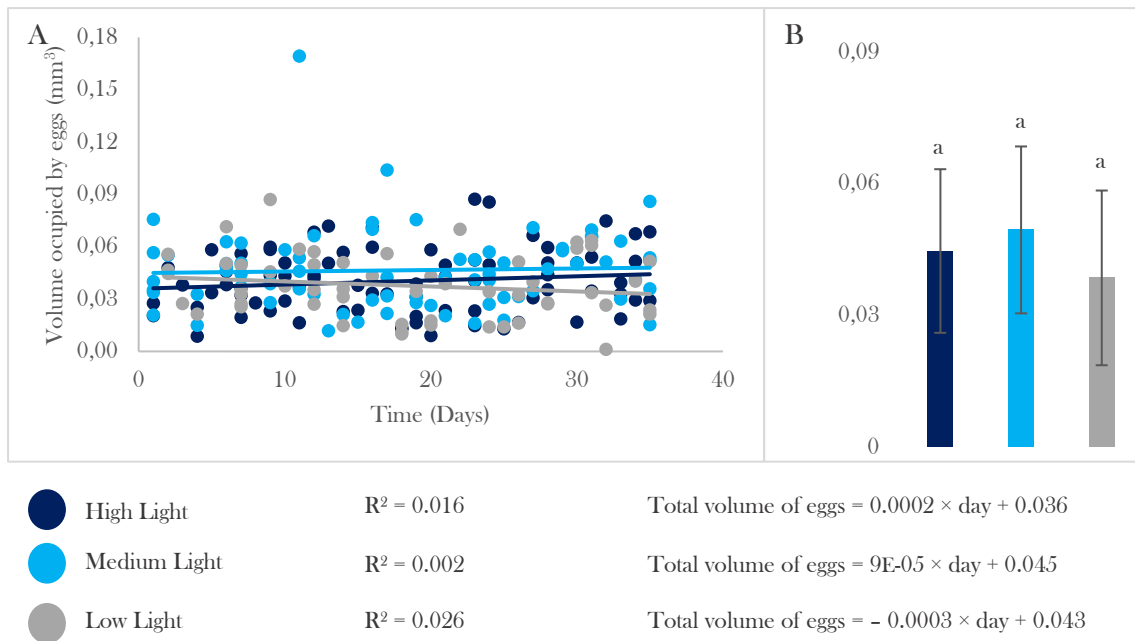 A
Volume ocupied by eggs (mm³)
0,18
0,15
0,12
0,09
0,06
0,03
0,00
0 10 20 30 40
Time (Days)
B
0,09
0,06
0,03
0
a a a
High Light R² = 0.016 Total volume of eggs = 0.0002 × day + 0.036
Medium Light R² = 0.002 Total volume of eggs = 9E-05 × day + 0.045
Low Light R² = 0.026 Total volume of eggs = – 0.0003 × day + 0.043